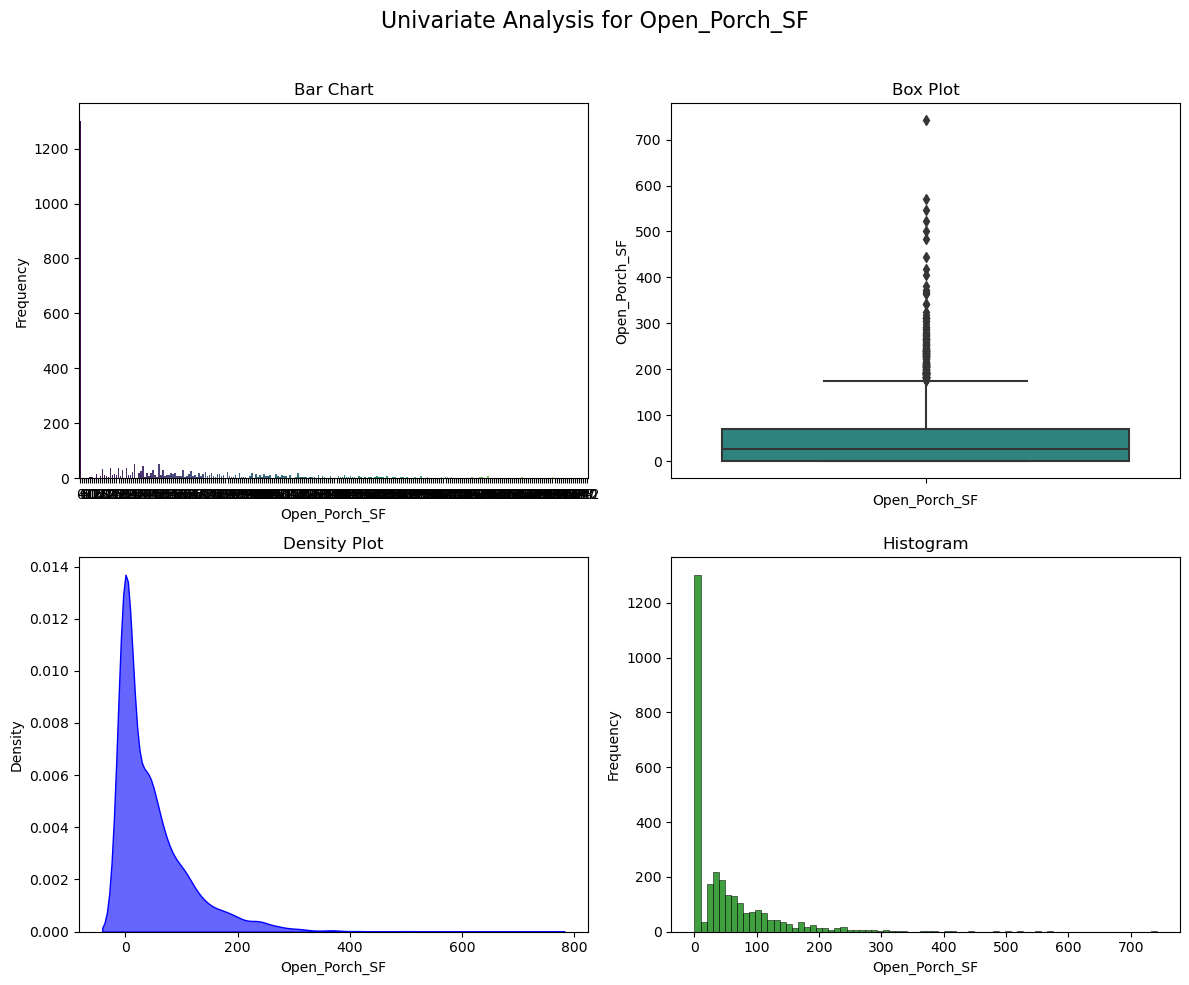 Univariate Analysis for Open_Porch_SF
Bar Chart
1200
1000
800
600
400
200
0
Frequency
Open_Porch_SF
Box Plot
700
600
500
400
300
200
100
0
Open_Porch_SF
Open_Porch_SF
Density Plot
0.014
0.012
0.010
0.008
0.006
0.004
0.002
0.000
Density
0 200 400 600 800
Open_Porch_SF
Histogram
1200
1000
800
600
400
200
0
Frequency
0 100 200 300 400 500 600 700
Open_Porch_SF